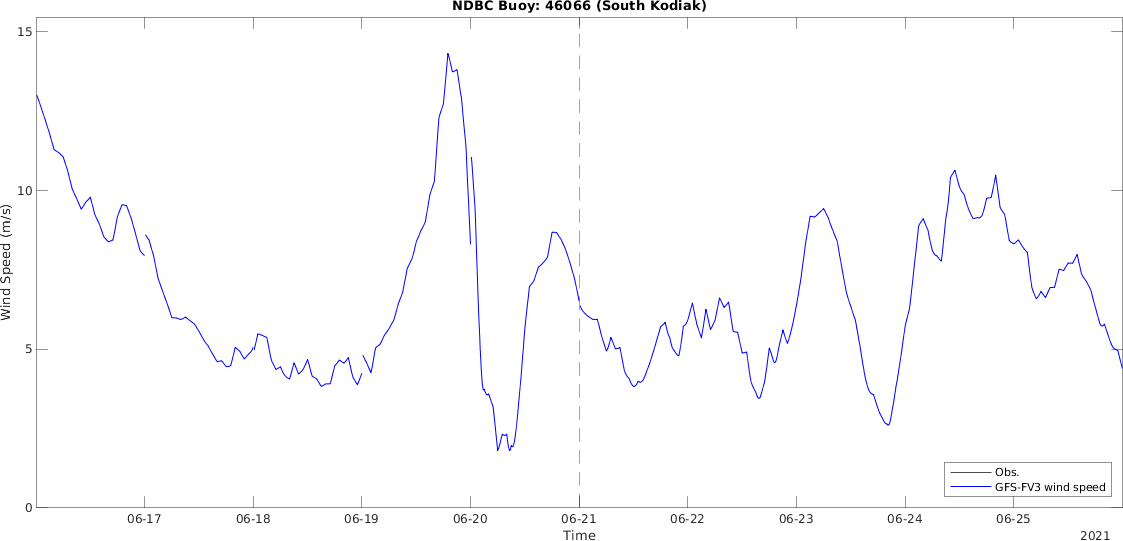 NDBC Buoy: 46066 (South Kodiak)
15
10
5
0
Wind Speed (m/s)
06-17 06-18 06-19 06-20 06-21 06-22 06-23 06-24 06-25
Time
2021
Obs.
GFS-FV3 wind speed